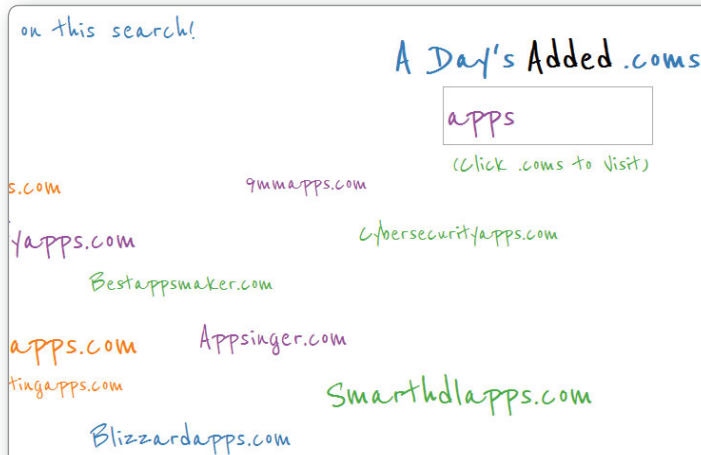 on this search!
A Day's Added .coms
apps
(Click .coms to Visit)
s.com
9mmapps.com
yapps.com
Cybersecurityapps.com
Bestappsmaker.com
apps.com
Appsinger.com
tingapps.com
Smarthdlapps.com
Blizzardapps.com